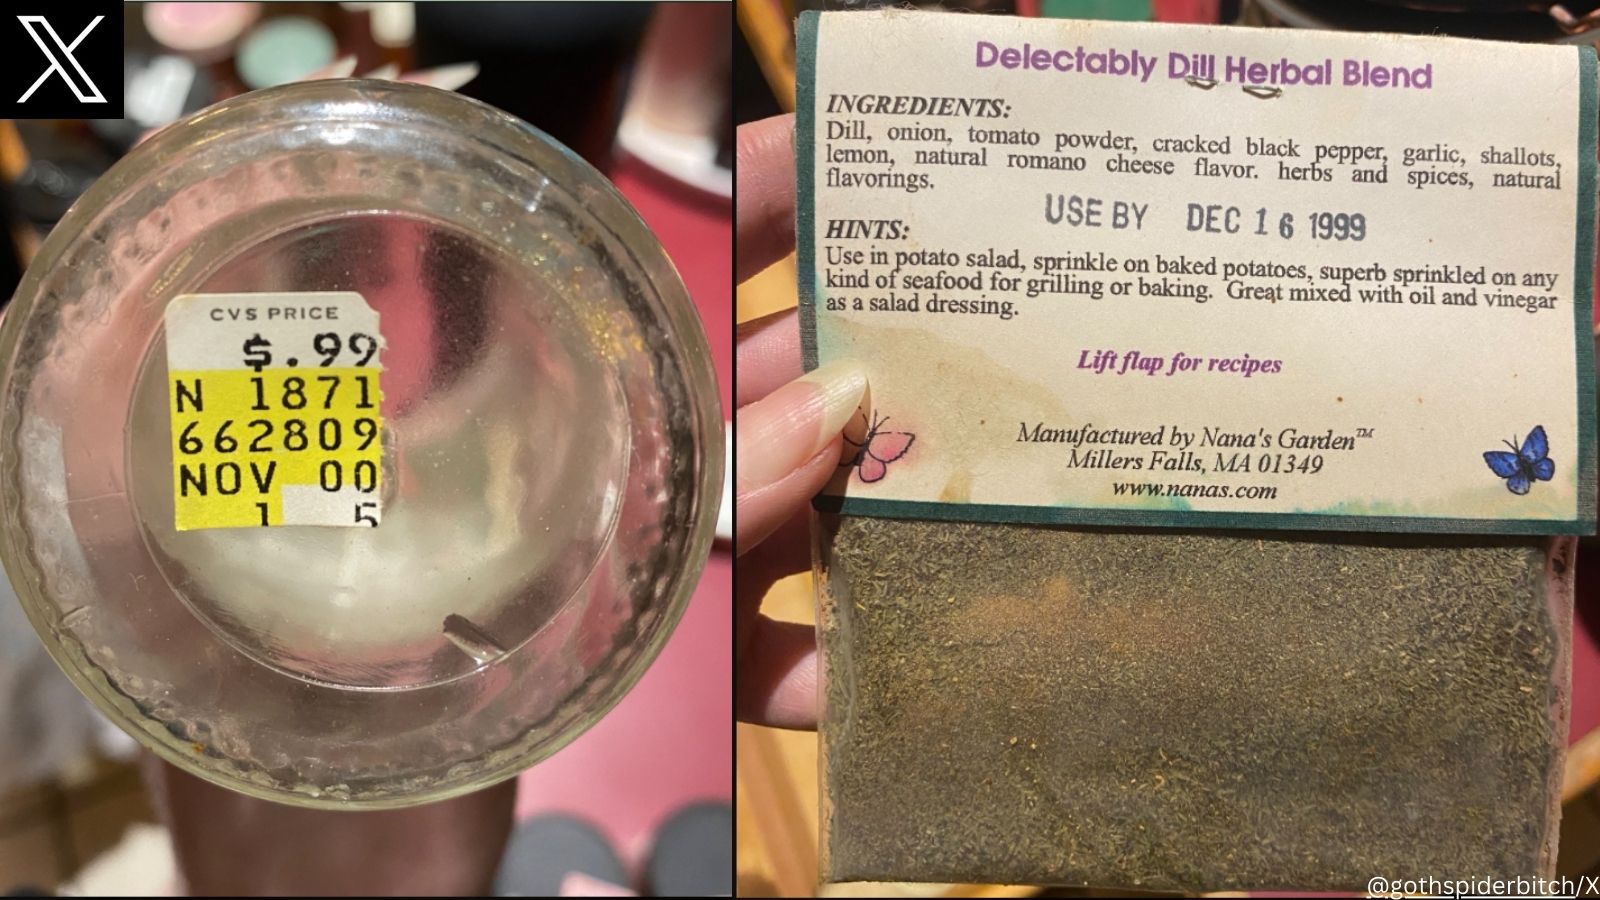 X
CVS PRICE
$.99
N 1871
662809
NOV 00
1 5
Delectably Dill Herbal Blend
INGREDIENTS:
Dill, onion, tomato powder, cracked black pepper, garlic, shallots,
lemon, natural romano cheese flavor. herbs and spices, natural
flavorings.
USE BY DEC 16 1999
HINTS:
Use in potato salad, sprinkle on baked potatoes, superb sprinkled on any
kind of seafood for grilling or baking. Great mixed with oil and vinegar
as a salad dressing.
Lift flap for recipes
Manufactured by Nana's Garden™
Millers Falls, MA 01349
www.nanas.com
@gothspiderbitch/X